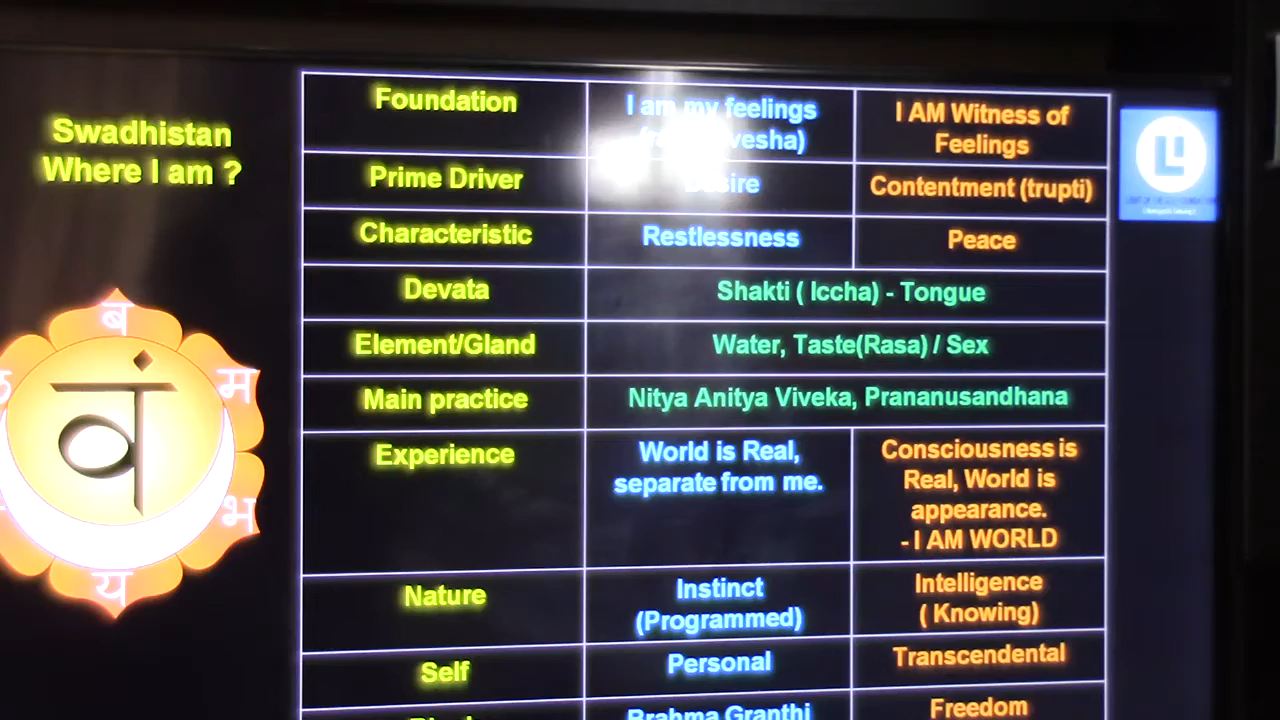 Swadhistan
Where I am ?
Foundation
I am my feelings
I AM Witness of
Feelings
Prime Driver
Contentment (trupti)
Characteristic
Restlessness
Peace
Devata
Shakti ( Iccha) - Tongue
Element/Gland
Water, Taste(Rasa) / Sex
Main practice
Nitya Anitya Viveka, Prananusandhana
Experience
World is Real,
separate from me.
Consciousness is
Real, World is
appearance.
- I AM WORLD
Nature
Instinct
(Programmed)
Intelligence
( Knowing)
Self
Personal
Transcendental
Brahma Granthi
Freedom
ब
म
भ
य
वं